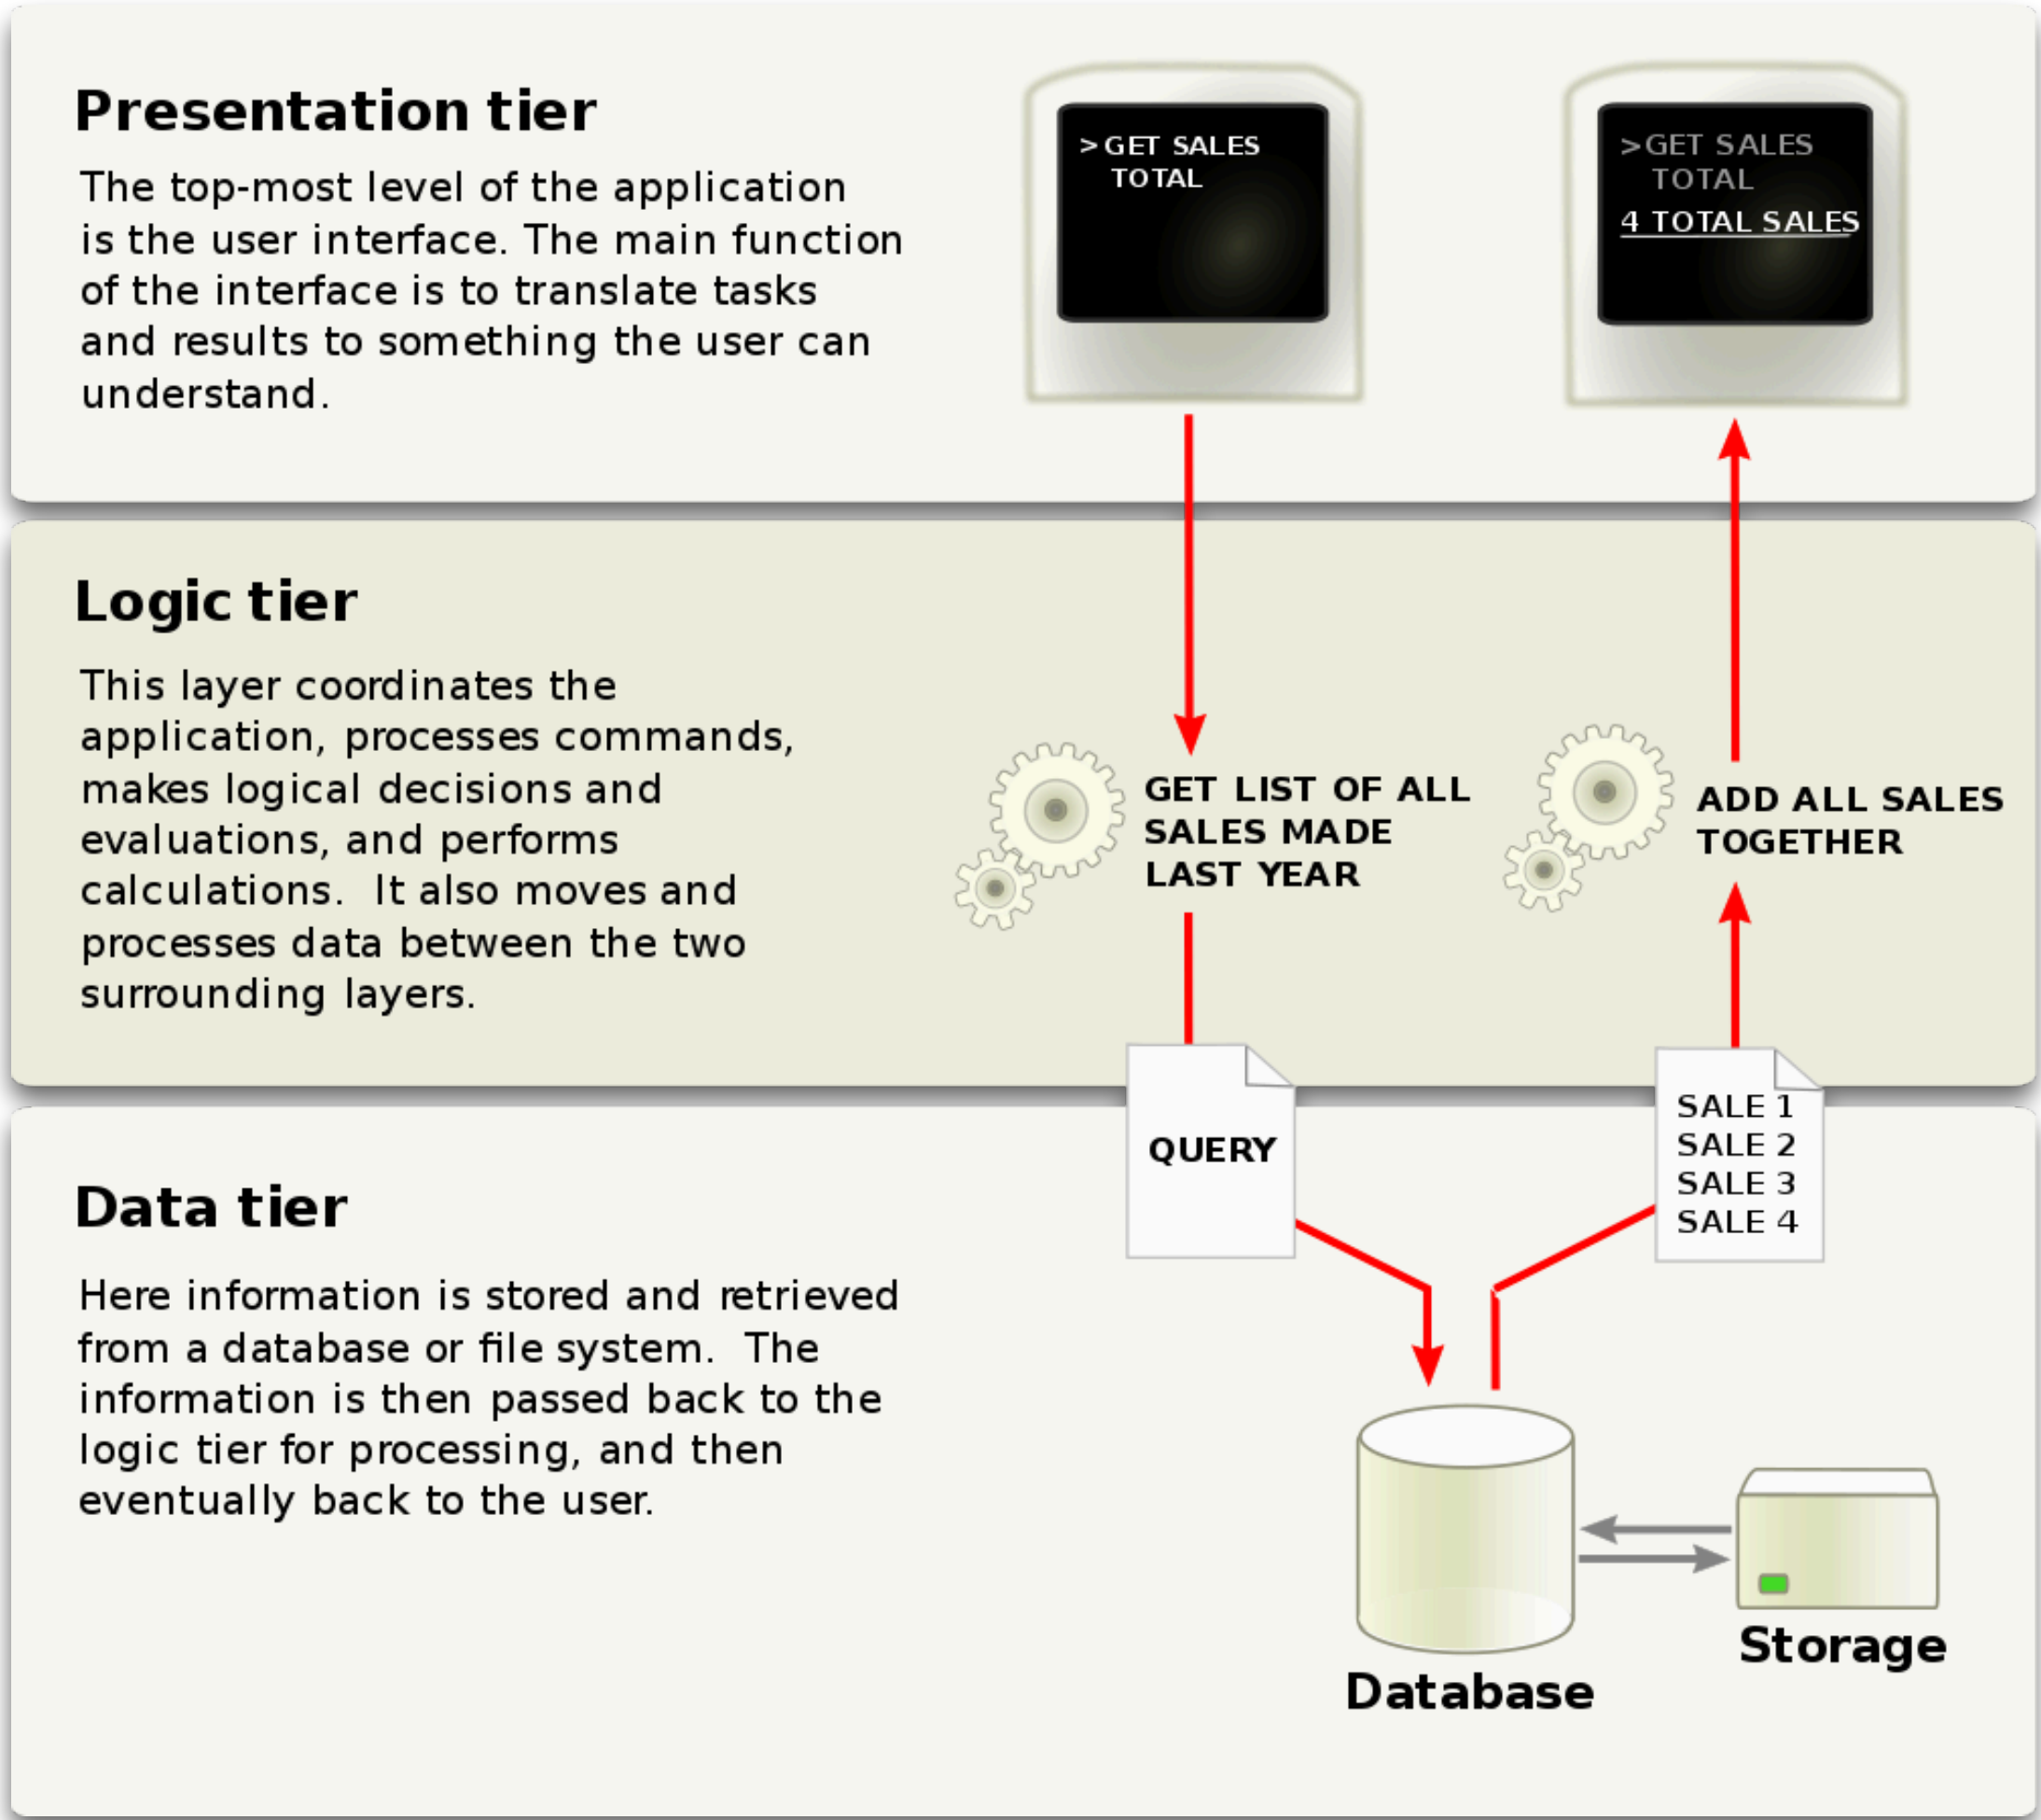 Presentation tier
The top-most level of the application
is the user interface. The main function
of the interface is to translate tasks
and results to something the user can
understand.
>GET SALES
TOTAL
>GET SALES
TOTAL
4 TOTAL SALES
Logic tier
This layer coordinates the
application, processes commands,
makes logical decisions and
evaluations, and performs
calculations.  It also moves and
processes data between the two
surrounding layers.
GET LIST OF ALL
SALES MADE
LAST YEAR
ADD ALL SALES
TOGETHER
QUERY
SALE 1
SALE 2
SALE 3
SALE 4
Data tier
Here information is stored and retrieved
from a database or file system.  The
information is then passed back to the
logic tier for processing, and then
eventually back to the user.
Database
Storage